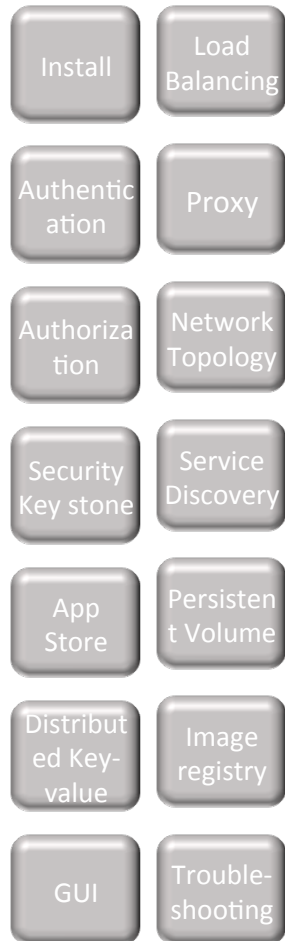 Install
Load
Balancing
Authentic
ation
Proxy
Authoriza
tion
Network
Topology
Security
Key stone
Service
Discovery
App
Store
Persisten
t Volume
Distribut
ed Key-
value
Image
registry
GUI
Trouble-
shooting